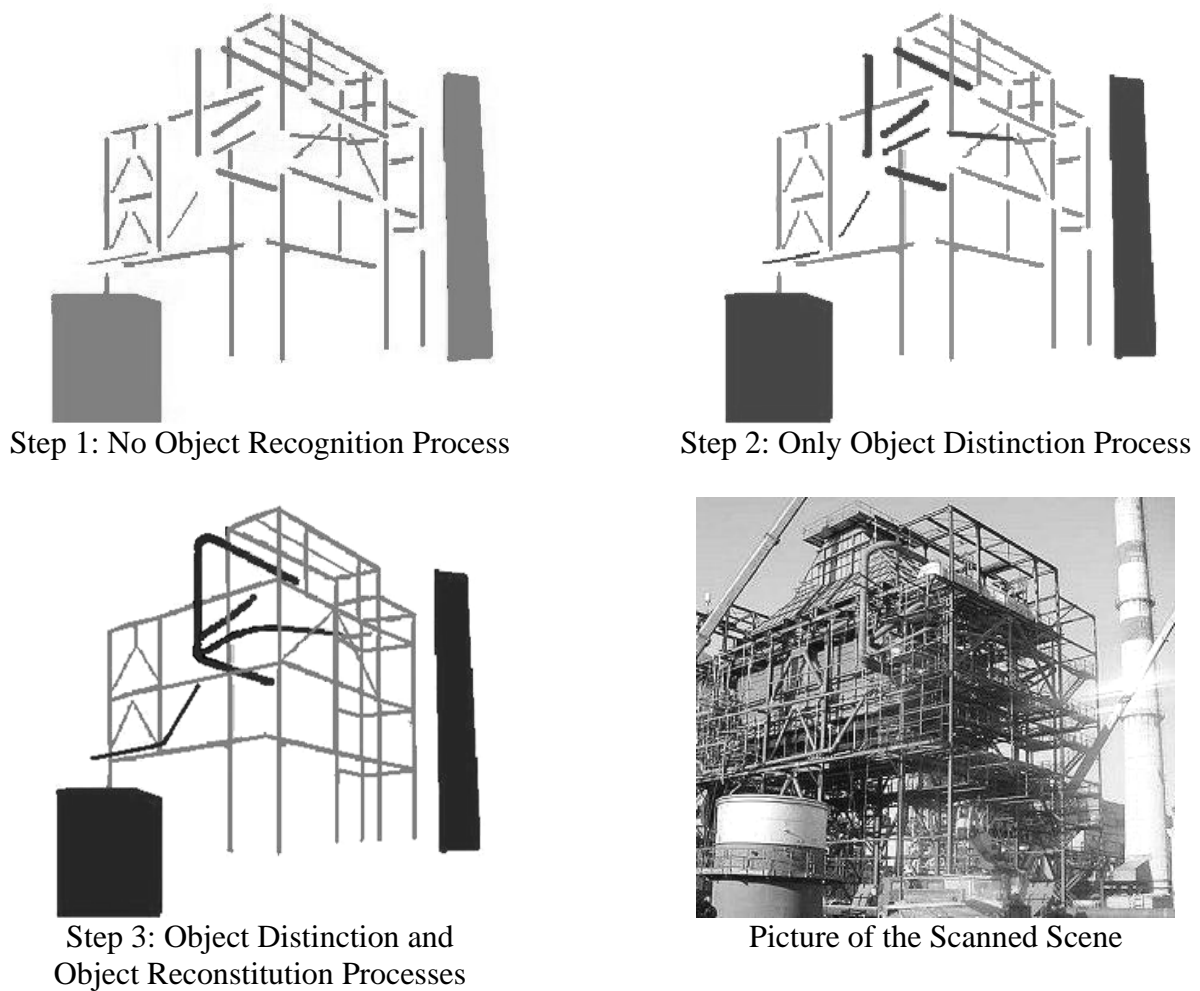 Step 1: No Object Recognition Process
Step 2: Only Object Distinction Process
Step 3: Object Distinction and
Object Reconstitution Processes
Picture of the Scanned Scene